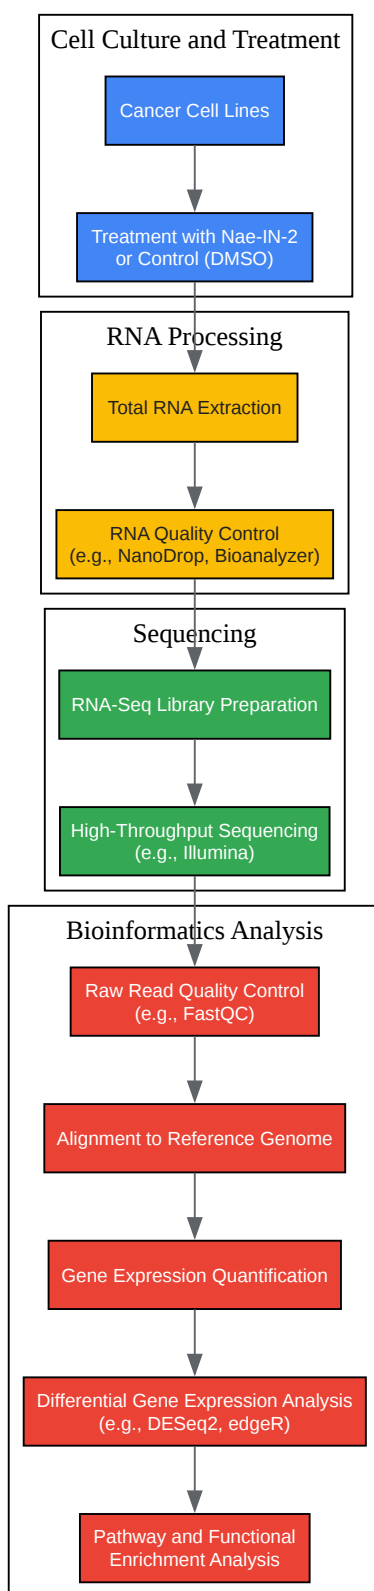 Cell Culture and Treatment
Cancer Cell Lines
Treatment with Nae-IN-2
or Control (DMSO)
RNA Processing
Total RNA Extraction
RNA Quality Control
(e.g., NanoDrop, Bioanalyzer)
Sequencing
RNA-Seq Library Preparation
High-Throughput Sequencing
(e.g., Illumina)
Bioinformatics Analysis
Raw Read Quality Control
(e.g., FastQC)
Alignment to Reference Genome
Gene Expression Quantification
Differential Gene Expression Analysis
(e.g., DESeq2, edgeR)
Pathway and Functional
Enrichment Analysis